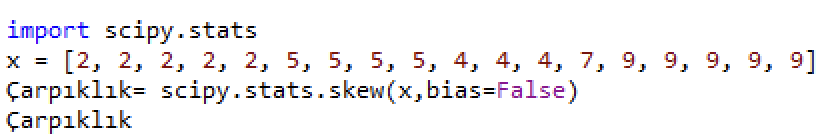 import scipy.stats
x = [2, 2, 2, 2, 2, 5, 5, 5, 5, 4, 4, 4, 7, 9, 9, 9, 9, 9]
Çarpıklık= scipy.stats.skew(x,bias=False)
Çarpıklık